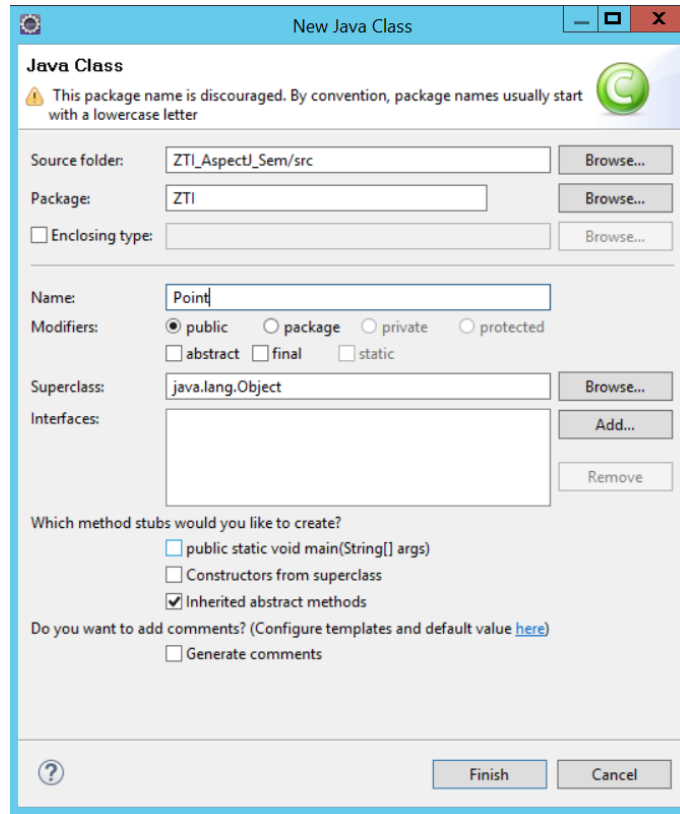 New Java Class
X
Java Class
This package name is discouraged. By convention, package names usually start
with a lowercase letter
C
Source folder: ZTI_AspectJ_Sem/src Browse...
Package: ZTI Browse...
Enclosing type: Browse...
Name: Point
Modifiers: public package private protected
abstract final static
Superclass: java.lang.Object Browse...
Interfaces: Add...
Remove
Which method stubs would you like to create?
public static void main(String[] args)
Constructors from superclass
Inherited abstract methods
Do you want to add comments? (Configure templates and default value here)
Generate comments
? Finish Cancel